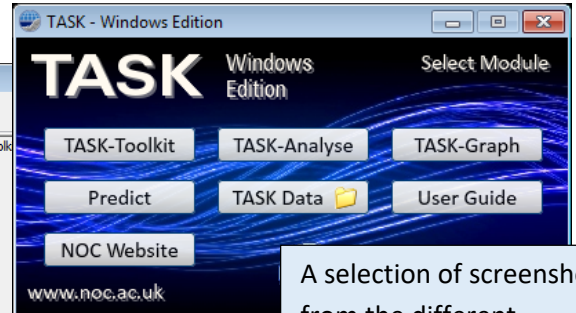 TASK - Windows Edition
TASK Windows Edition
Select Module
TASK-Toolkit
TASK-Analyse
TASK-Graph
Predict
TASK Data
User Guide
NOC Website
www.noc.ac.uk
A selection of
from the different